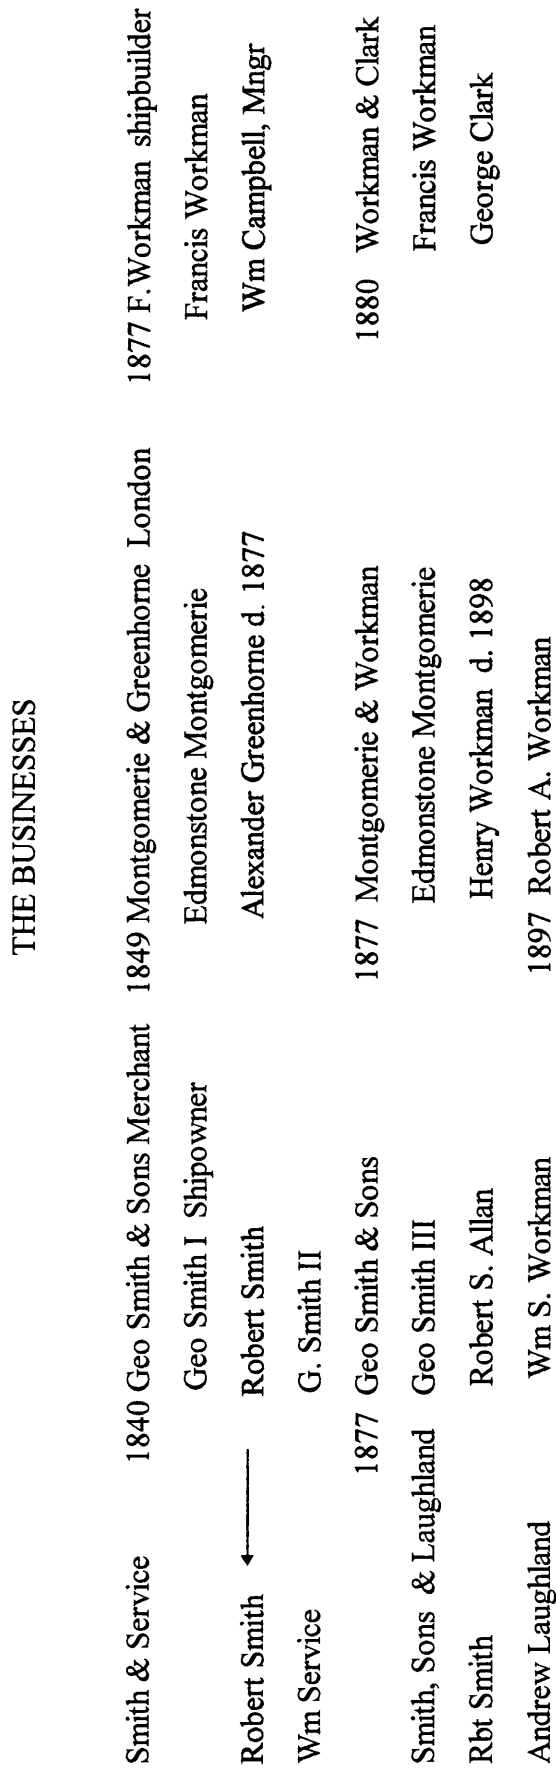 THE BUSINESSES
Smith & Service 1840 Geo Smith & Sons Merchant 1849 Montgomerie & Greenhorne London 1877 F.Workman shipbuilder
Geo Smith I Shipowner Edmonstone Montgomerie Francis Workman
Robert Smith Robert Smith Alexander Greenhorne d. 1877 Wm Campbell, Mngr
Wm Service G. Smith II
1877 Geo Smith & Sons 1877 Montgomerie & Workman 1880 Workman & Clark
Smith, Sons & Laughland Geo Smith III Edmonstone Montgomerie Francis Workman
Rbt Smith Robert S. Allan Henry Workman d. 1898 George Clark
Andrew Laughland Wm S. Workman 1897 Robert A. Workman